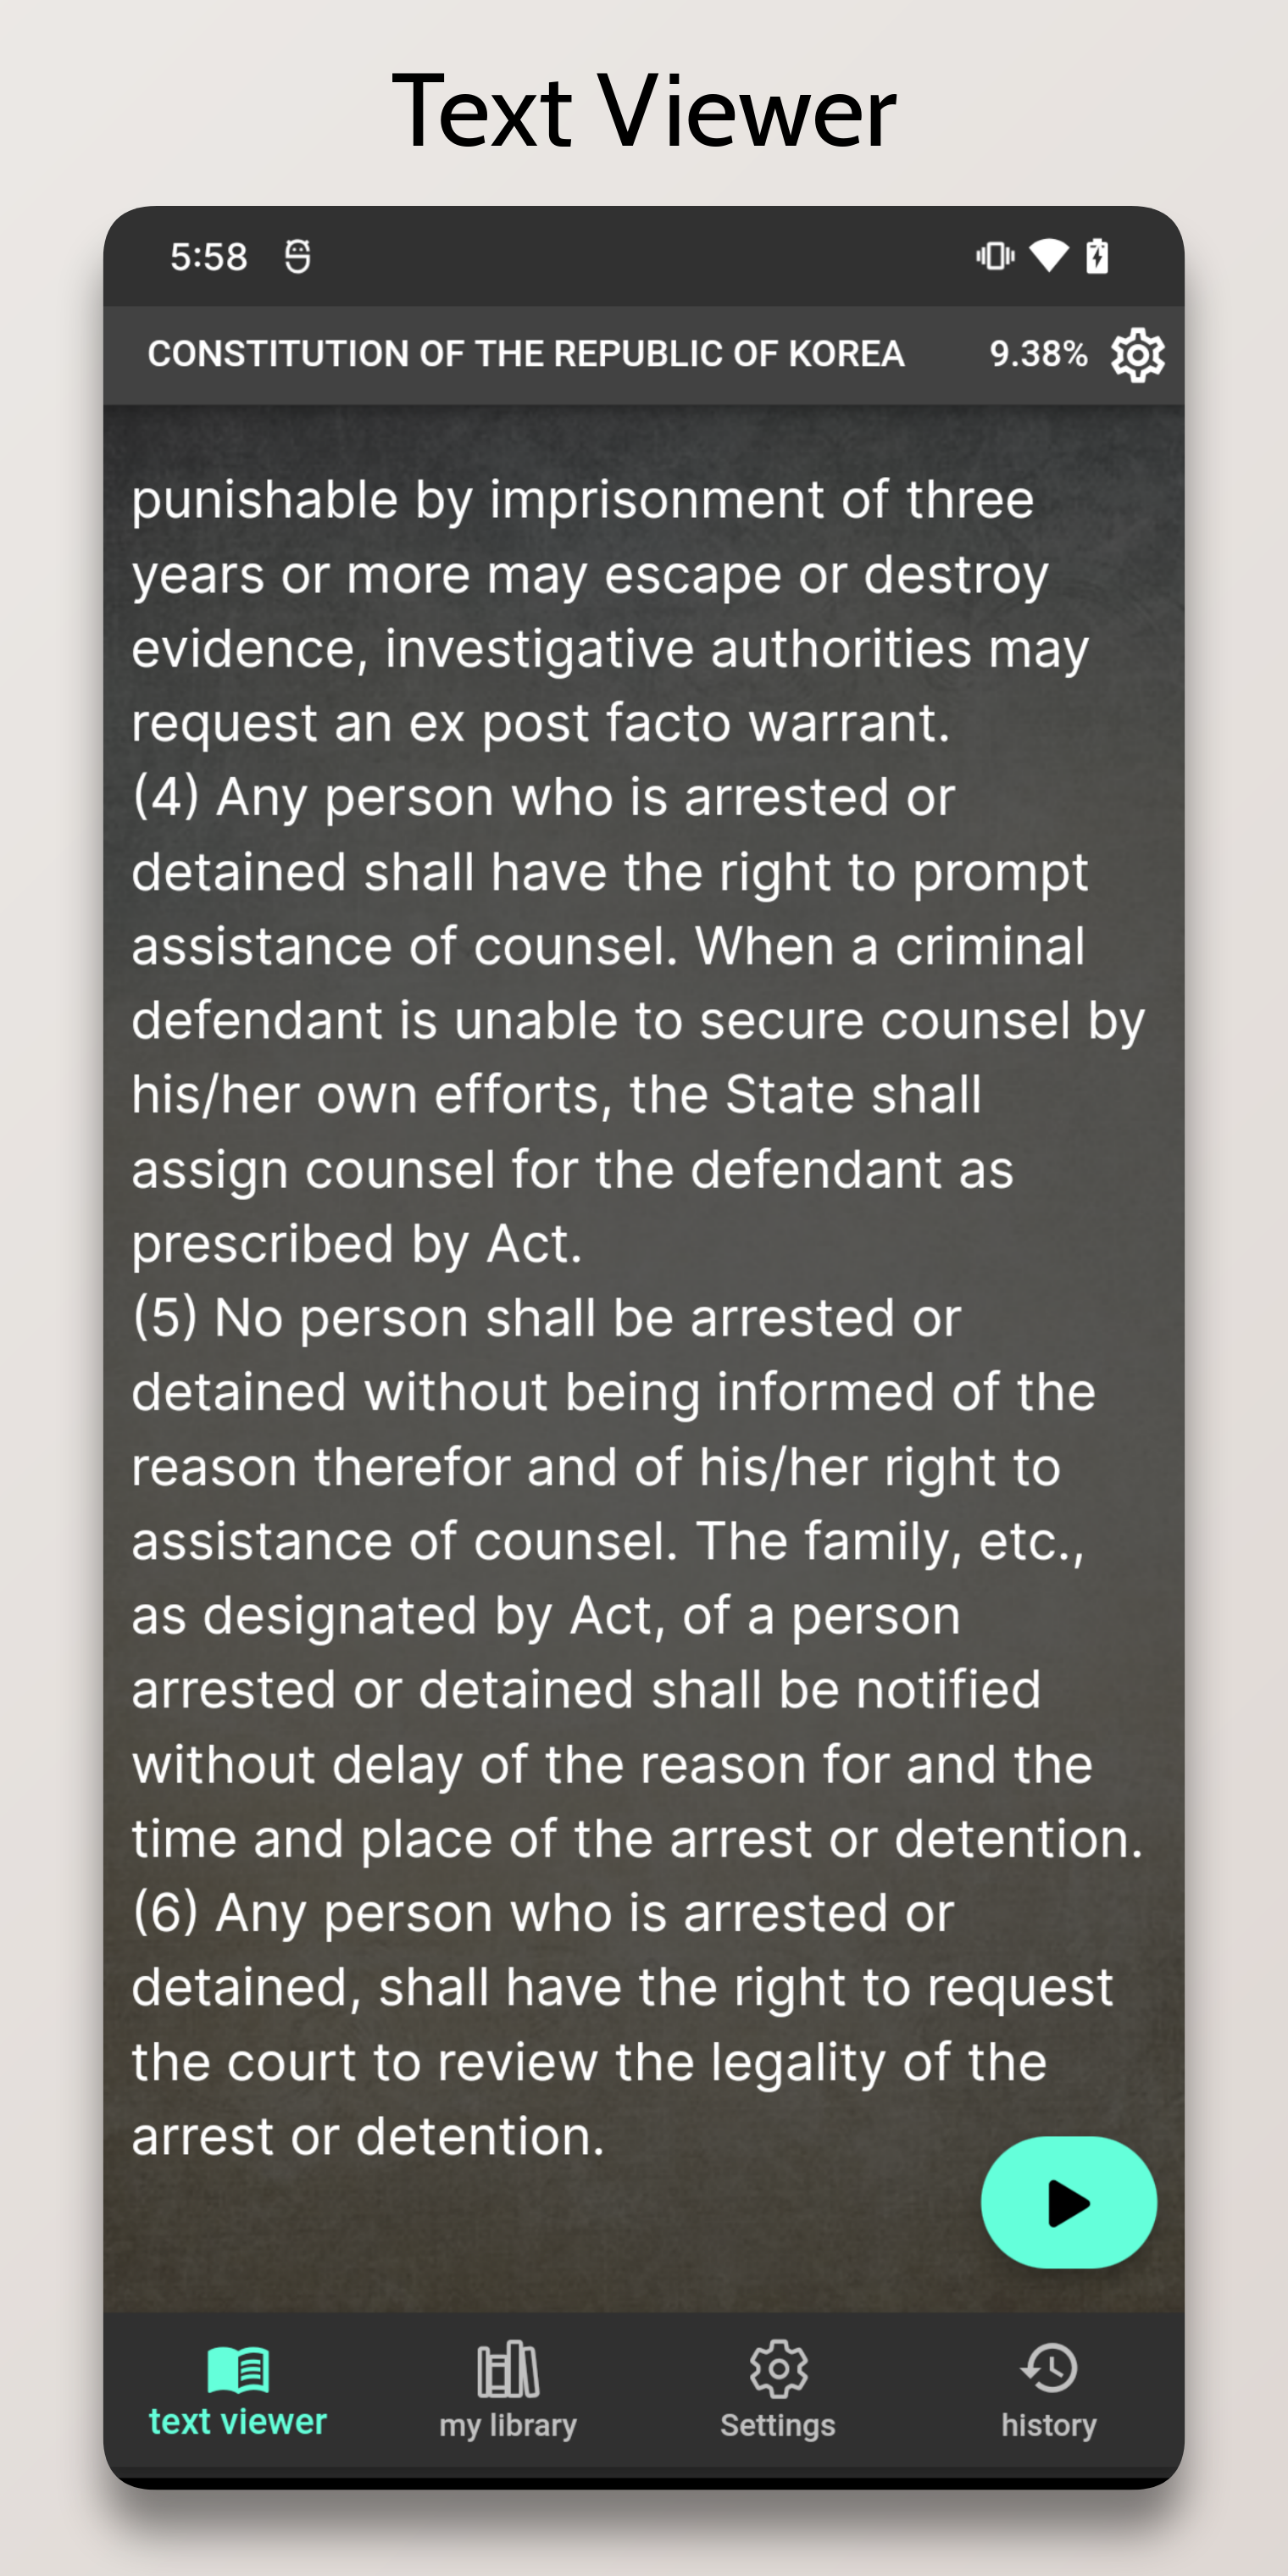 Text Viewer
5:58
CONSTITUTION OF THE REPUBLIC OF KOREA 9.38%
punishable by imprisonment of three
years or more may escape or destroy
evidence, investigative authorities may
request an ex post facto warrant.
(4) Any person who is arrested or
detained shall have the right to prompt
assistance of counsel. When a criminal
defendant is unable to secure counsel by
his/her own efforts, the State shall
assign counsel for the defendant as
prescribed by Act.
(5) No person shall be arrested or
detained without being informed of the
reason therefor and of his/her right to
assistance of counsel. The family, etc.,
as designated by Act, of a person
arrested or detained shall be notified
without delay of the reason for and the
time and place of the arrest or detention.
(6) Any person who is arrested or
detained, shall have the right to request
the court to review the legality of the
arrest or detention.
text viewer my library Settings history